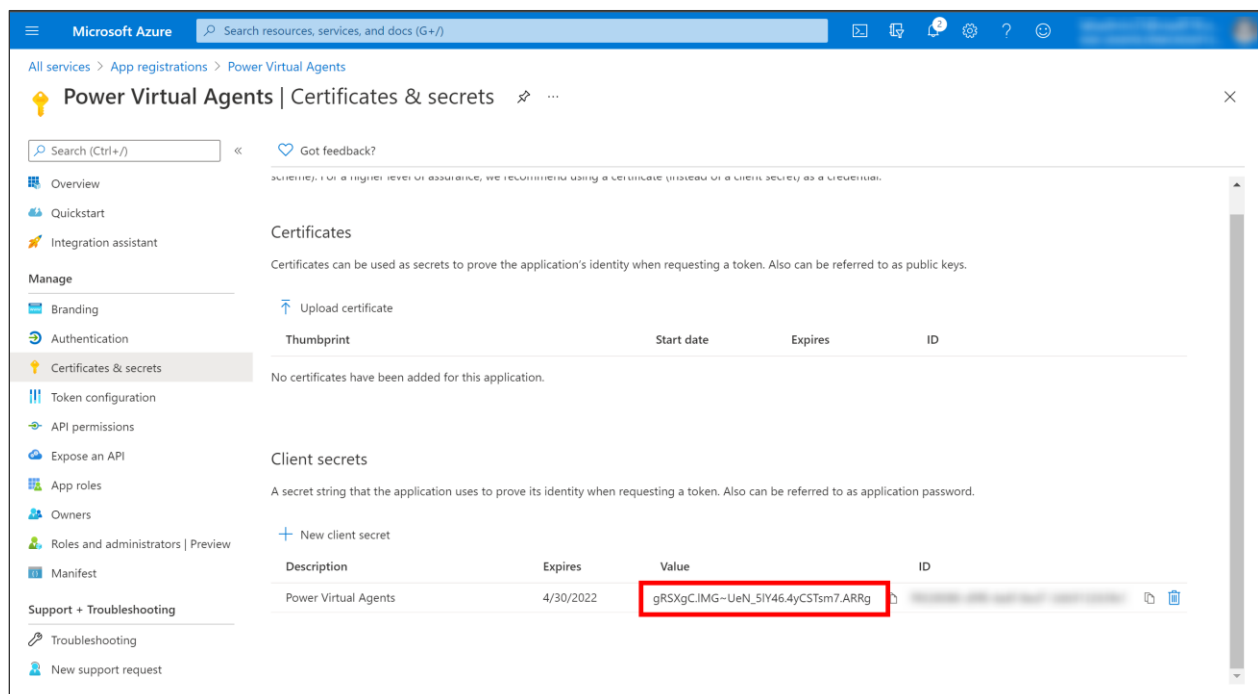 Microsoft Azure
Search resources, services, and docs (G+/)
2
All services > App registrations > Power Virtual Agents
Power Virtual Agents | Certificates & secrets
Search (Ctrl+/)
Got feedback?
Overview
scheme). For a higher level of assurance, we recommend using a certificate (instead of a client secret) as a credential.
Quickstart
Integration assistant
Manage
Branding
Authentication
Certificates & secrets
Token configuration
API permissions
Expose an API
App roles
Owners
Roles and administrators | Preview
Manifest
Support + Troubleshooting
Troubleshooting
New support request
Certificates
Certificates can be used as secrets to prove the application's identity when requesting a token. Also can be referred to as public keys.
Upload certificate
Thumbprint Start date Expires ID
No certificates have been added for this application.
Client secrets
A secret string that the application uses to prove its identity when requesting a token. Also can be referred to as application password.
New client secret
Description Expires Value ID
Power Virtual Agents 4/30/2022 gRSXgC.lMG~UeN_5lY46.4yCSTsm7.ARRg